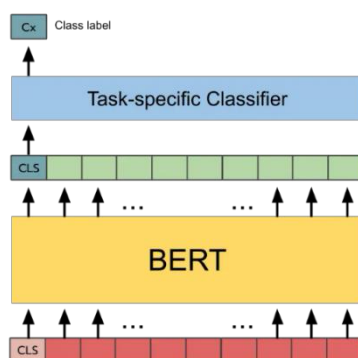 Cx Class label
Task-specific Classifier
CLS
... ...
BERT
... ...
CLS